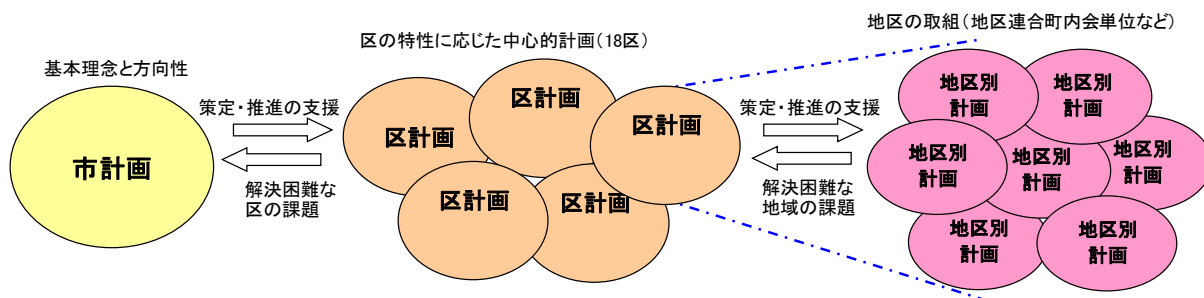 基本理念と方向性
市計画
策定・推進の支援
解決困難な
区の課題
区の特性に応じた中心的計画(18区)
区計画
区計画
区計画
区計画
区計画
策定・推進の支援
解決困難な
地域の課題
地区の取組(地区連合町内会単位など)
地区別
計画
地区別
計画
地区別
計画
地区別
計画
地区別
計画
地区別
計画
地区別
計画